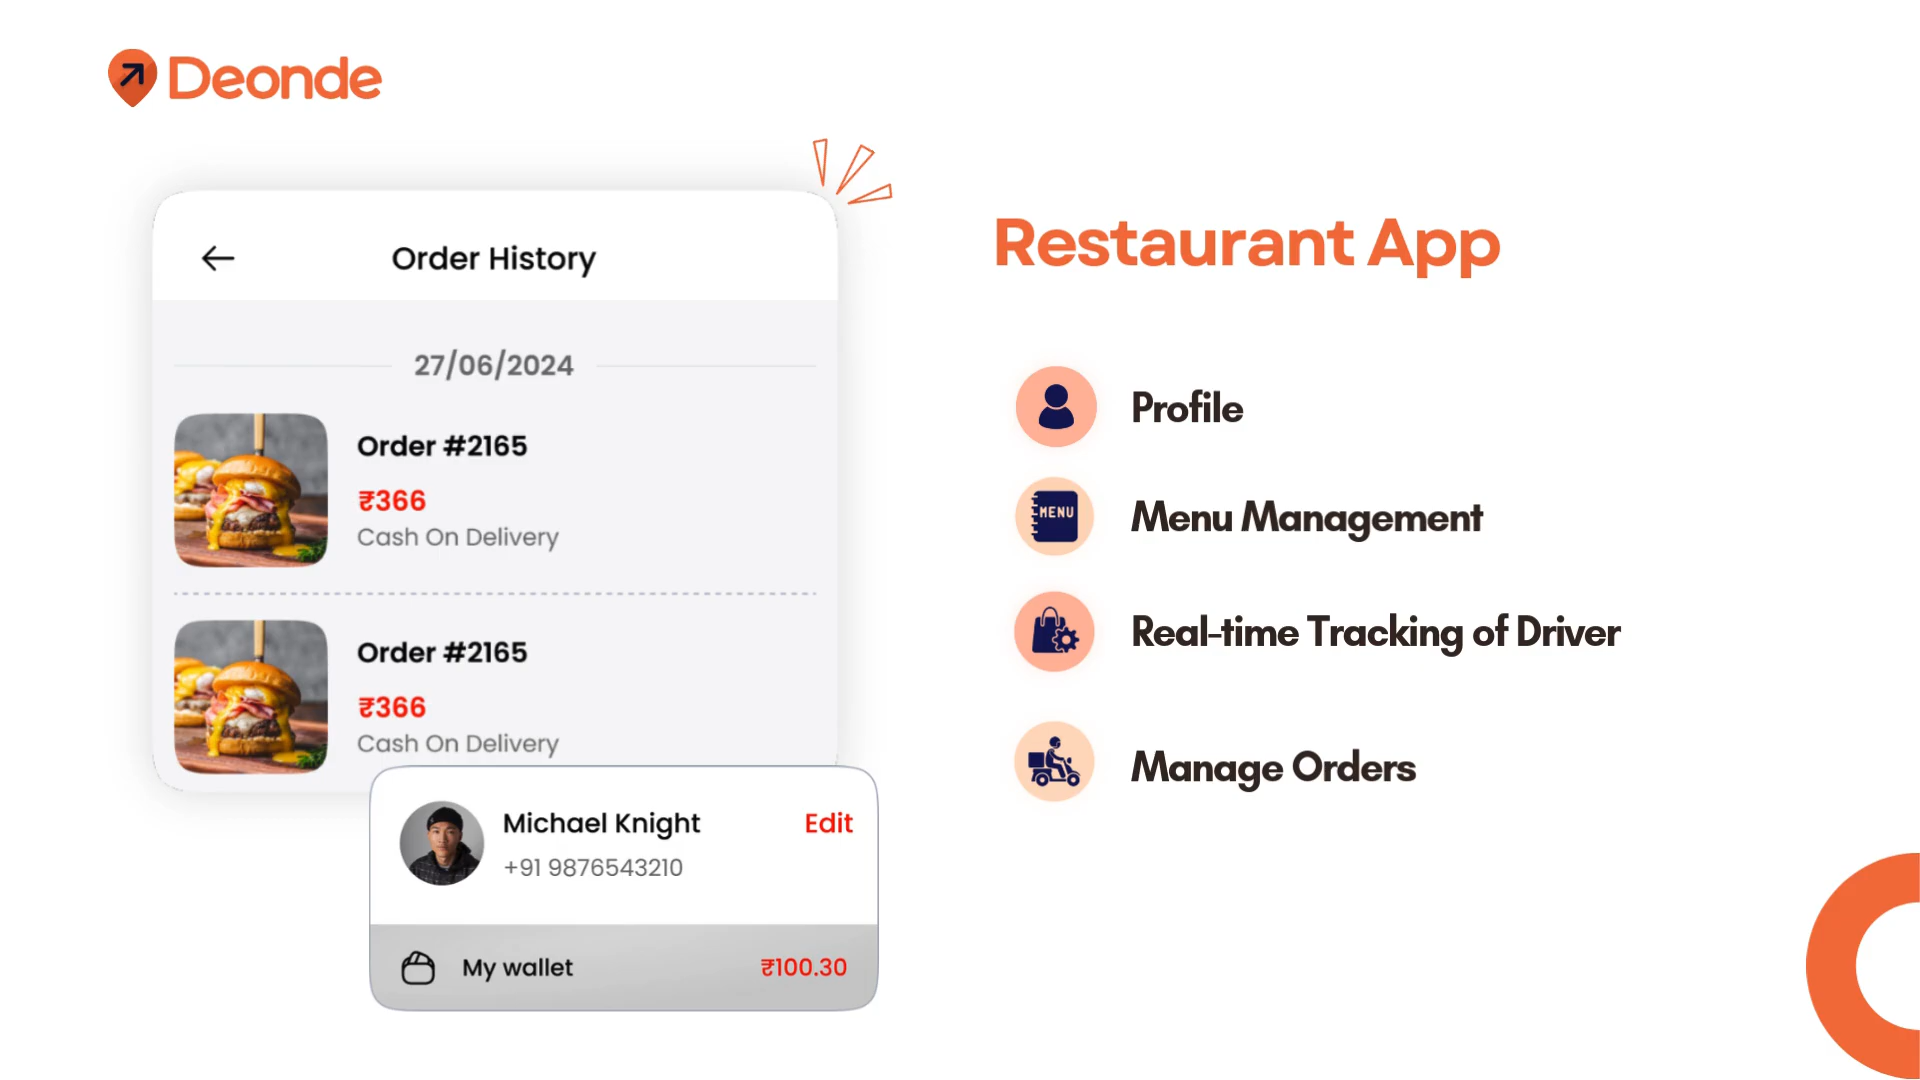 Deonde
Order History
27/06/2024
Order #2165
₹366
Cash On Delivery
Order #2165
₹366
Cash On Delivery
Michael Knight
Edit
+91 9876543210
My wallet
₹100.30
Restaurant App
Profile
MENU
Menu Management
Real-time Tracking of Driver
Manage Orders